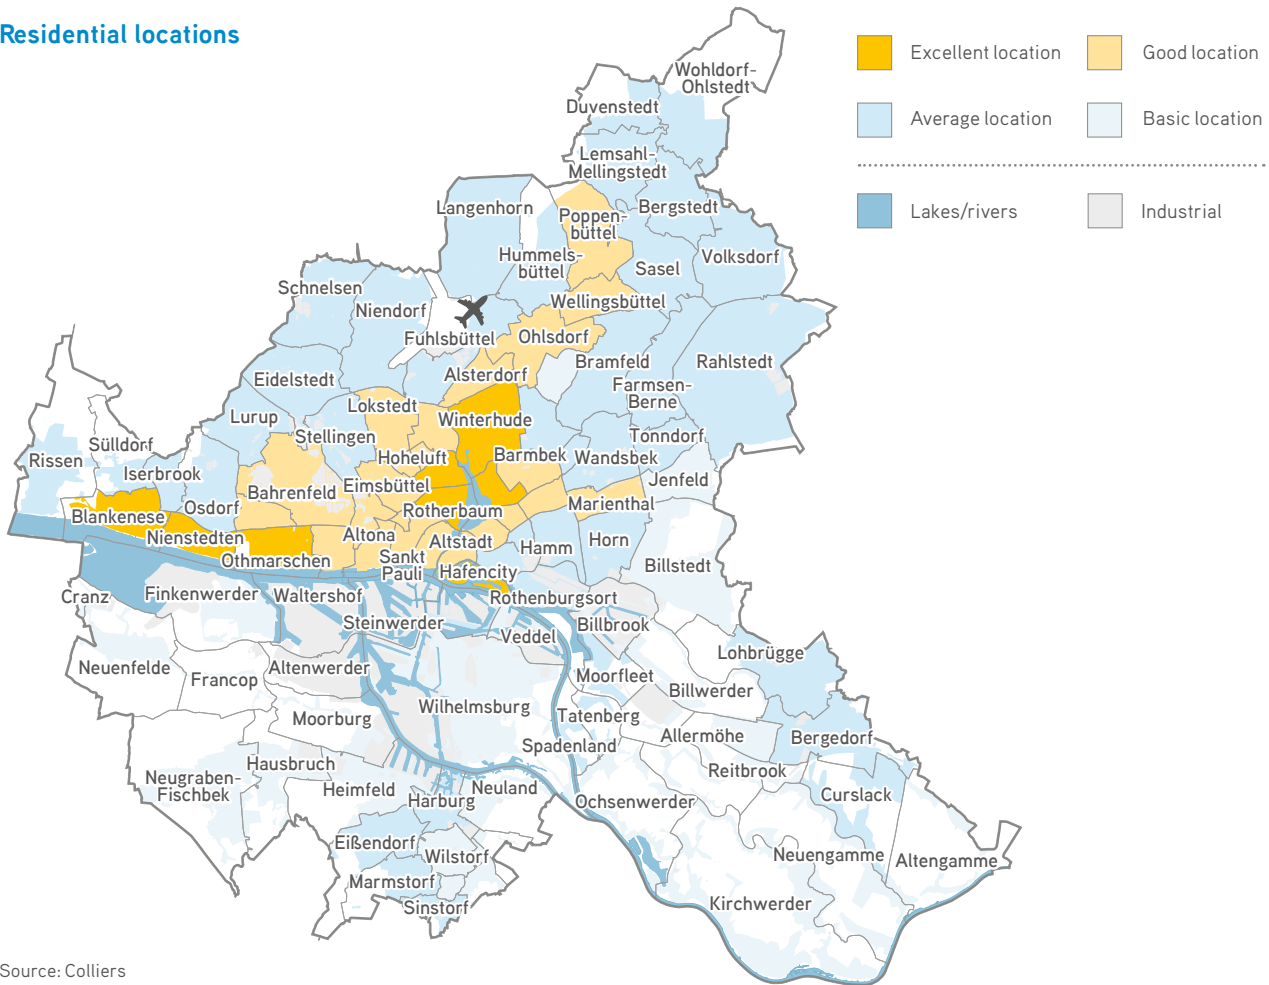 Residential locations
Excellent location
Good location
Average location
Basic location
Lakes/rivers
Industrial
Wohldorf-
Ohlstedt
Duvenstedt
Lemsahl-
Mellingstedt
Langenhorn
Poppen-
büttel
Bergstedt
Hummels-
büttel
Sasel
Volksdorf
Schnelsen
Niendorf
Wellingsbüttel
Fuhlsbüttel
Ohlsdorf
Bramfeld
Rahlstedt
Eidelstedt
Alsterdorf
Farmsen-
Berne
Lokstedt
Lurup
Winterhude
Stellingen
Tonndorf
Sülldorf
Rissen
Hoheluft
Barmbek
Wandsbek
Iserbrook
Jenfeld
Eimsbüttel
Bahrenfeld
Osdorf
Marienthal
Blankenese
Rotherbaum
Nienstedten
Altona
Altstadt
Horn
Hamm
Othmarschen
Sankt
Pauli
Hafencity
Billstedt
Cranz
Finkenwerder
Waltershof
Rothenburgsort
Steinwerder
Billbrook
Veddel
Lohbrügge
Neuenfelde
Altenwerder
Francop
Moorfleet
Billwerder
Wilhelmsburg
Moorburg
Tatenberg
Allermöhe
Bergedorf
Spadenland
Hausbruch
Reitbrook
Neugraben-
Fischbek
Heimfeld
Neuland
Harburg
Ochsenwerder
Curslack
Eißendorf
Wilstorf
Neuengamme
Altengamme
Marmstorf
Sinstorf
Kirchwerder
Source: Colliers